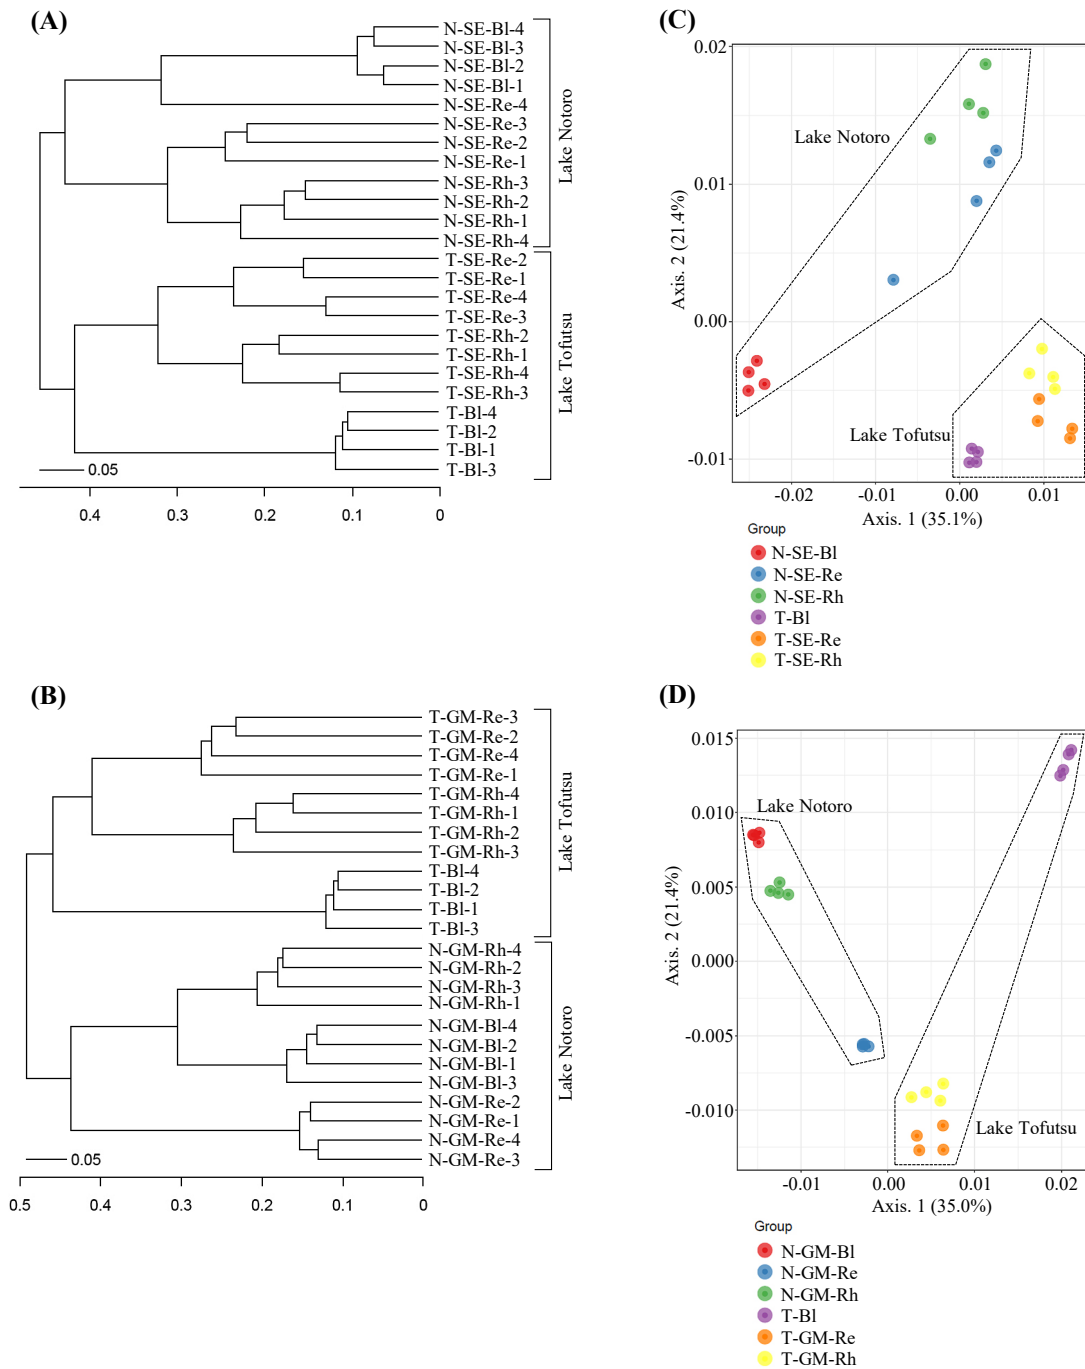 (A)
N-SE-Bl-4
N-SE-Bl-3
N-SE-Bl-2
N-SE-Bl-1
N-SE-Re-4
N-SE-Re-3
N-SE-Re-2
N-SE-Re-1
N-SE-Rh-3
N-SE-Rh-2
N-SE-Rh-1
N-SE-Rh-4
T-SE-Re-2
T-SE-Re-1
T-SE-Re-4
T-SE-Re-3
T-SE-Rh-2
T-SE-Rh-1
T-SE-Rh-4
T-SE-Rh-3
T-Bl-4
T-Bl-2
T-Bl-1
T-Bl-3
Lake Notoro
Lake Tofutsu
0.05
0.4 0.3 0.2 0.1 0
(C)
0.02
0.01
0.00
-0.01
Axis. 2 (21.4%)
Lake Notoro
Lake Tofutsu
-0.02 -0.01 0.00 0.01
Axis. 1 (35.1%)
Group
N-SE-Bl
N-SE-Re
N-SE-Rh
T-Bl
T-SE-Re
T-SE-Rh
(B)
T-GM-Re-3
T-GM-Re-2
T-GM-Re-4
T-GM-Re-1
T-GM-Rh-4
T-GM-Rh-1
T-GM-Rh-2
T-GM-Rh-3
T-Bl-4
T-Bl-2
T-Bl-1
T-Bl-3
N-GM-Rh-4
N-GM-Rh-2
N-GM-Rh-3
N-GM-Rh-1
N-GM-Bl-4
N-GM-Bl-2
N-GM-Bl-1
N-GM-Bl-3
N-GM-Re-2
N-GM-Re-1
N-GM-Re-4
N-GM-Re-3
Lake Tofutsu
Lake Notoro
0.05
0.5 0.4 0.3 0.2 0.1 0
(D)
0.015
0.010
0.005
0.000
-0.005
-0.010
Axis. 2 (21.4%)
Lake Notoro
Lake Tofutsu
-0.01 0.00 0.01 0.02
Axis. 1 (35.0%)
Group
N-GM-Bl
N-GM-Re
N-GM-Rh
T-Bl
T-GM-Re
T-GM-Rh